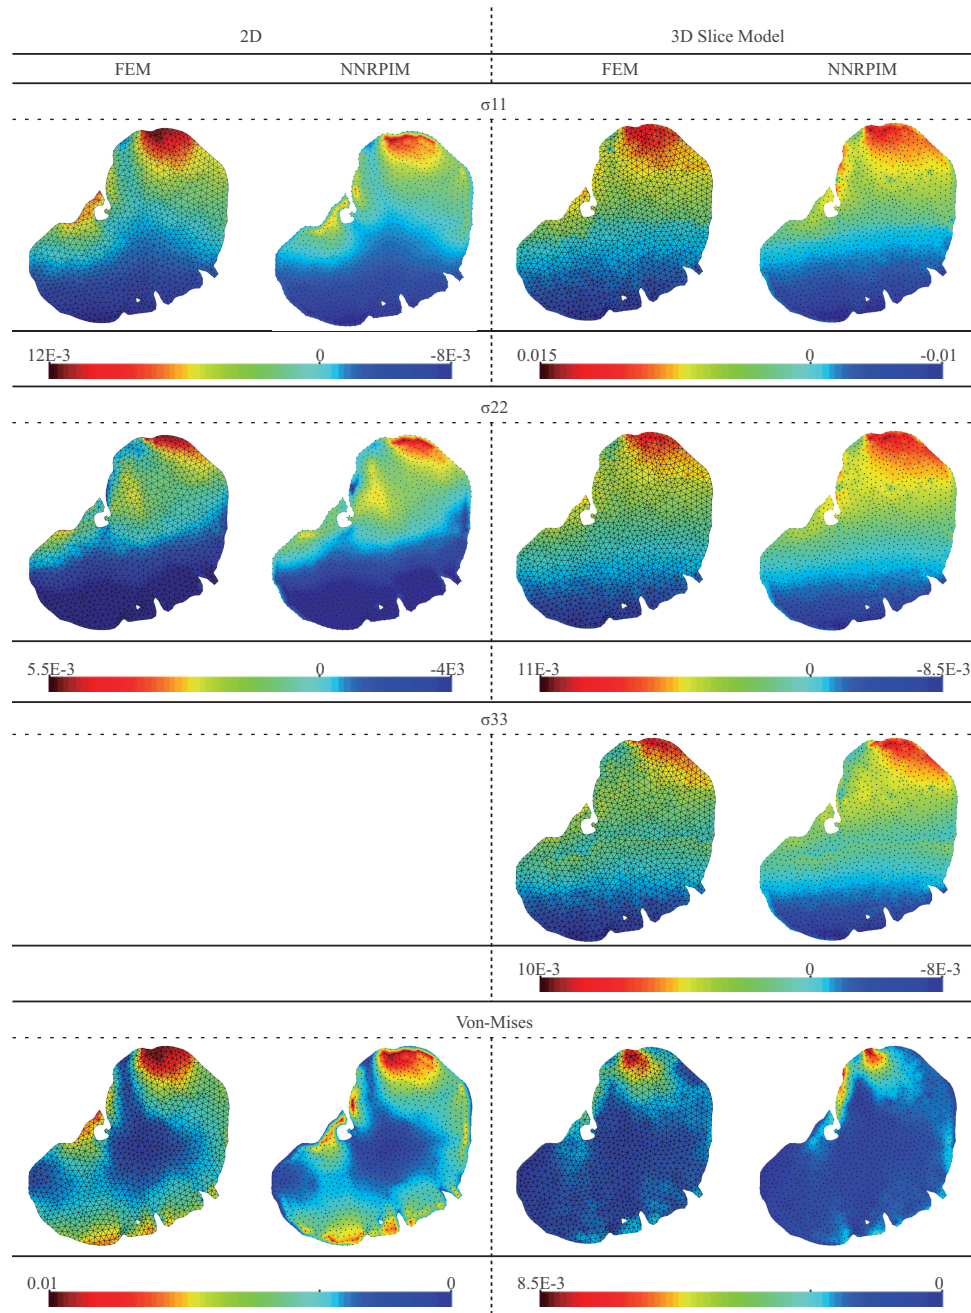 2D 3D Slice Model
FEM NNRPIM FEM NNRPIM
σ11
12E-3 0 -8E-3 0.015 0 -0.01
σ22
5.5E-3 0 -4E3 11E-3 0 -8.5E-3
σ33
10E-3 0 -8E-3
Von-Mises
0.01 0 8.5E-3 0